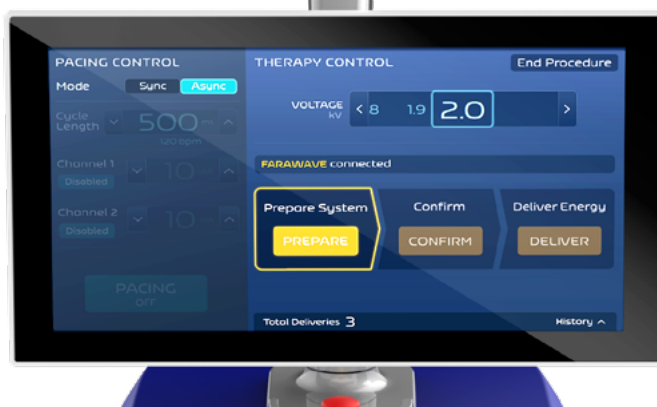 PACING CONTROL
Mode Sync Async
Cycle Length 500 ms
120 bpm
Channel 1
Disabled
10
Channel 2
Disabled
10
PACING
OFF
THERAPY CONTROL
End Procedure
VOLTAGE
kV
< 8 1.9 2.0 >
FARAWAVE connected
Prepare System
PREPARE
Confirm
CONFIRM
Deliver Energy
DELIVER
Total Deliveries 3
History